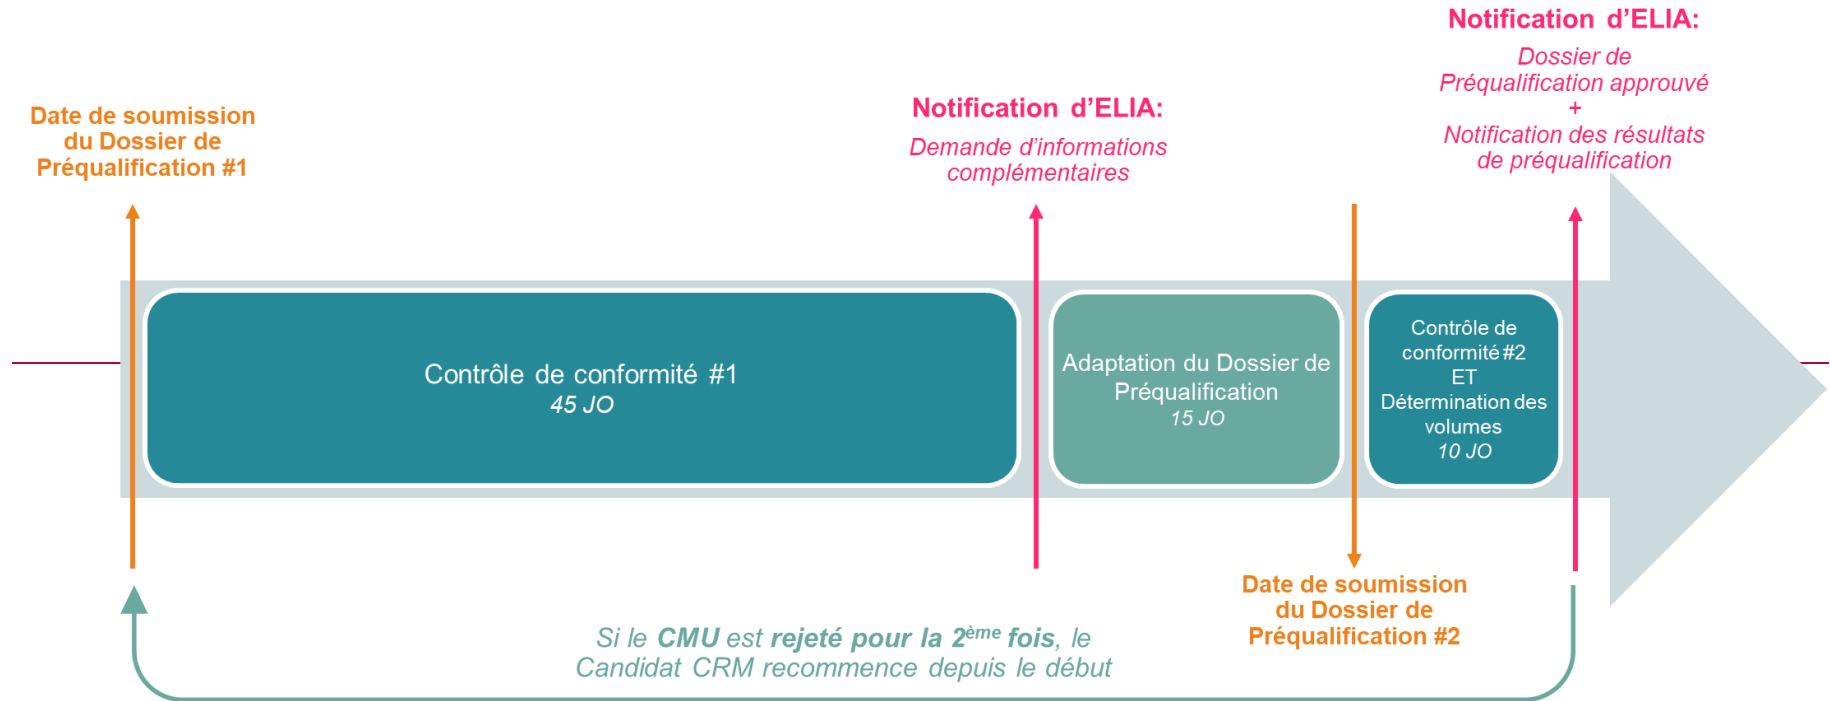 Notification d’ELIA:
Dossier de
Préqualification approuvé
+
Notification des résultats
de préqualification
Date de soumission
du Dossier de
Préqualification #1
Notification d’ELIA:
Demande d’informations
complémentaires
Contrôle de conformité #1
45 JO
Adaptation du Dossier de
Préqualification
15 JO
Contrôle de
conformité #2
ET
Détermination des
volumes
10 JO
Date de soumission
du Dossier de
Préqualification #2
Si le CMU est rejeté pour la 2ème fois, le
Candidat CRM recommence depuis le début